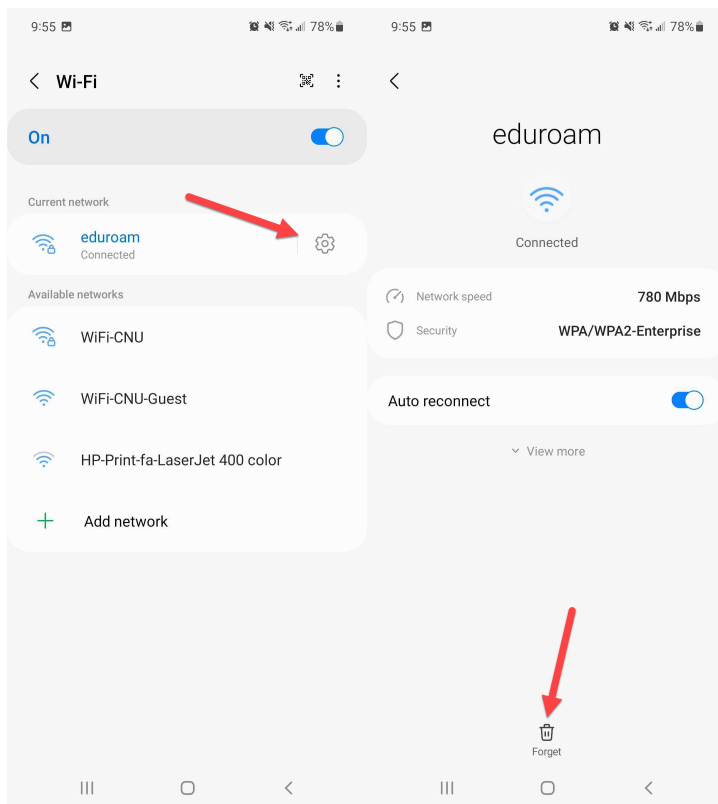 9:55 78%
Wi-Fi
On
Current network
eduroam
Connected
Available networks
WiFi-CNU
WiFi-CNU-Guest
HP-Print-fa-LaserJet 400 color
Add network
9:55 78%
eduroam
Connected
Network speed 780 Mbps
Security WPA/WPA2-Enterprise
Auto reconnect
View more
Forget